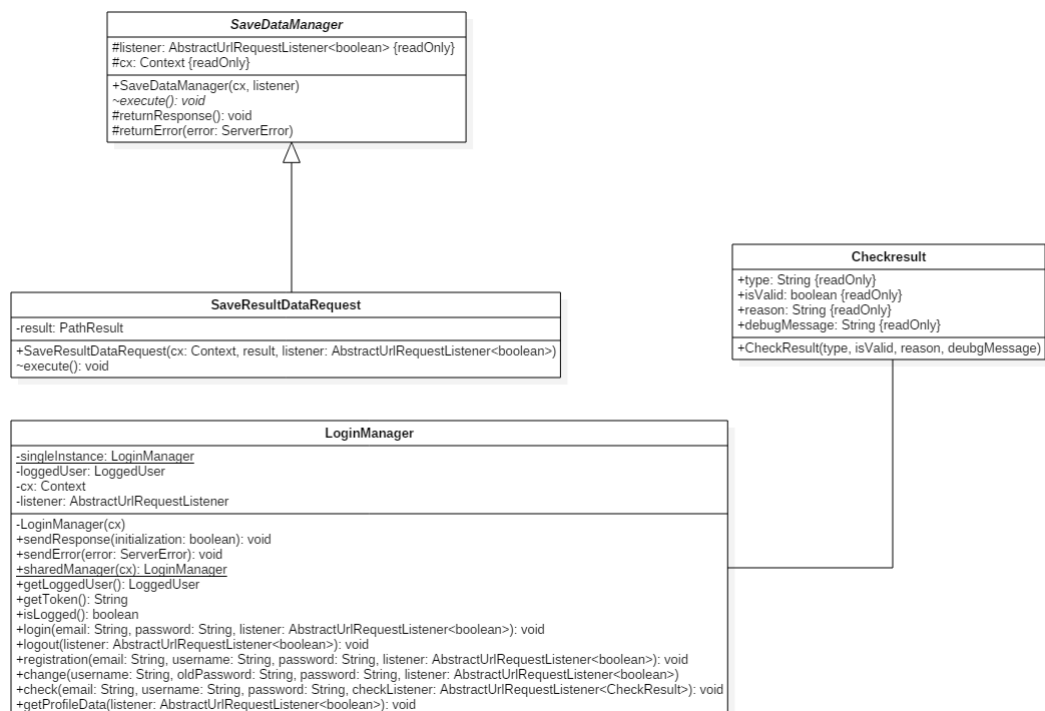 SaveDataManager
#listener: AbstractUrlRequestListener<boolean> {readOnly}
#cx: Context {readOnly}
+SaveDataManager(cx, listener)
~execute(): void
#returnResponse(): void
#returnError(error: ServerError)
Checkresult
+type: String {readOnly}
+isValid: boolean {readOnly}
+reason: String {readOnly}
+debugMessage: String {readOnly}
+CheckResult(type, isValid, reason, deubgMessage)
SaveResultDataRequest
-result: PathResult
+SaveResultDataRequest(cx: Context, result, listener: AbstractUrlRequestListener<boolean>)
~execute(): void
LoginManager
-singleInstance: LoginManager
-loggedUser: LoggedUser
-cx: Context
-listener: AbstractUrlRequestListener
-LoginManager(cx)
+sendResponse(initialization: boolean): void
+sendError(error: ServerError): void
+sharedManager(cx): LoginManager
+getLoggedUser(): LoggedUser
+getToken(): String
+isLogged(): boolean
+login(email: String, password: String, listener: AbstractUrlRequestListener<boolean>): void
+logout(listener: AbstractUrlRequestListener<boolean>): void
+registration(email: String, username: String, password: String, listener: AbstractUrlRequestListener<boolean>): void
+change(username: String, oldPassword: String, password: String, listener: AbstractUrlRequestListener<boolean>)
+check(email: String, username: String, password: String, checkListener: AbstractUrlRequestListener<CheckResult>): void
+getProfileData(listener: AbstractUrlRequestListener<boolean>): void